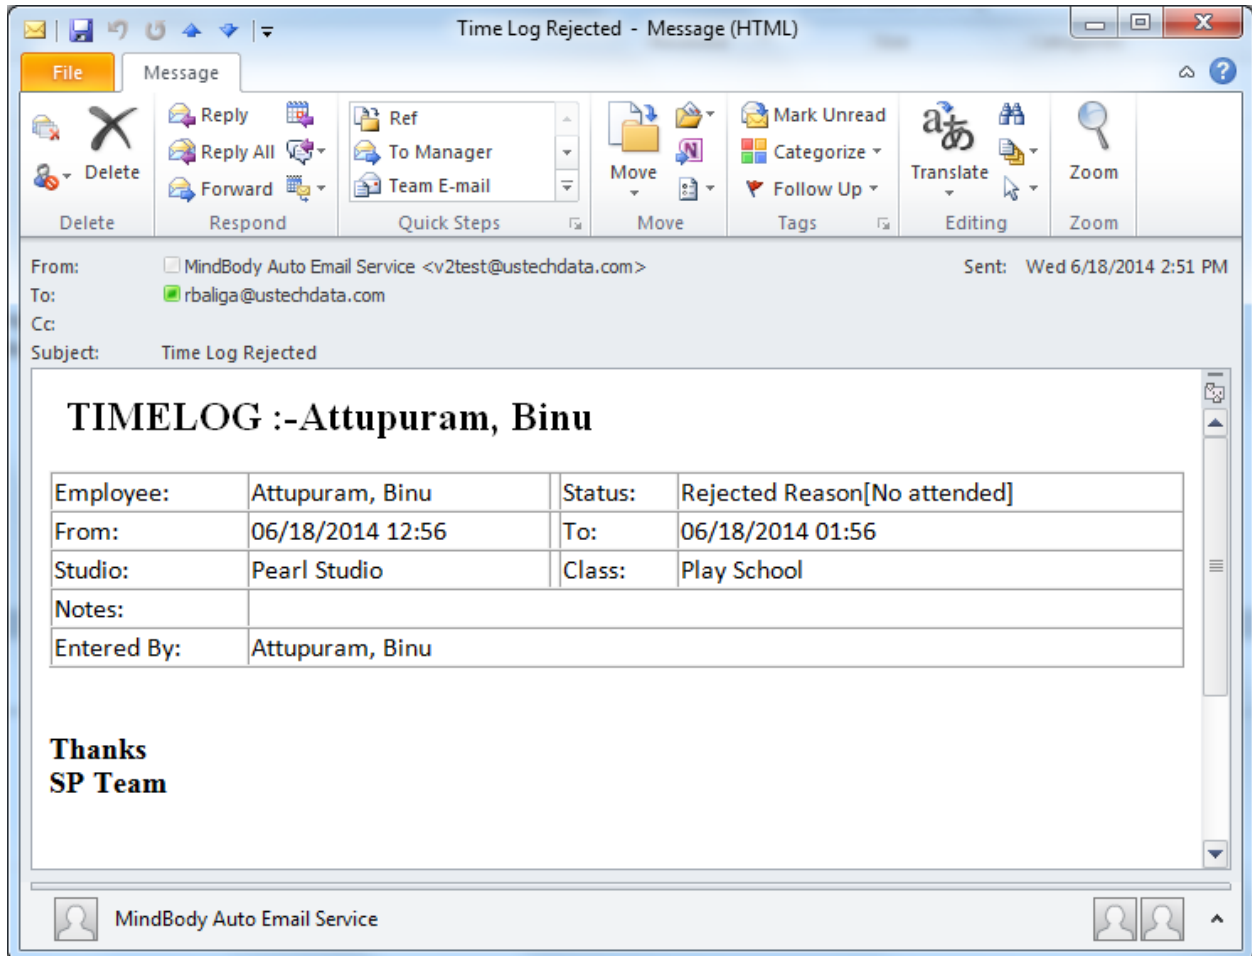 Time Log Rejected - Message (HTML)
File Message
Delete
Reply
Reply All
Forward
Ref
To Manager
Team E-mail
Move
Mark Unread
Categorize
Follow Up
Translate
Zoom
Delete Respond Quick Steps Move Tags Editing Zoom
From: MindBody Auto Email Service <v2test@ustechdata.com> Sent: Wed 6/18/2014 2:51 PM
To: rbaliga@ustechdata.com
Cc:
Subject: Time Log Rejected
TIMELOG :-Attupuram, Binu
Employee: Attupuram, Binu Status: Rejected Reason[No attended]
From: 06/18/2014 12:56 To: 06/18/2014 01:56
Studio: Pearl Studio Class: Play School
Notes:
Entered By: Attupuram, Binu
Thanks
SP Team
MindBody Auto Email Service